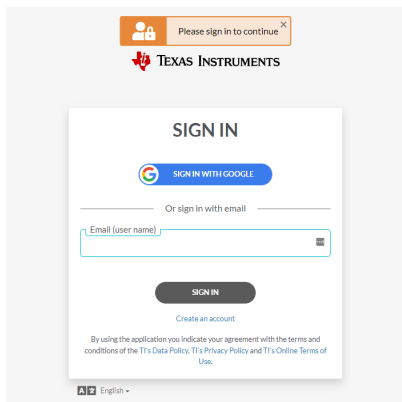 Please sign in to continue
TEXAS INSTRUMENTS
SIGN IN
SIGN IN WITH GOOGLE
Or sign in with email
Email (user name)
SIGN IN
Create an account
By using the application you indicate your agreement with the terms and
conditions of the TI's Data Policy, TI's Privacy Policy and TI's Online Terms of
Use.
English